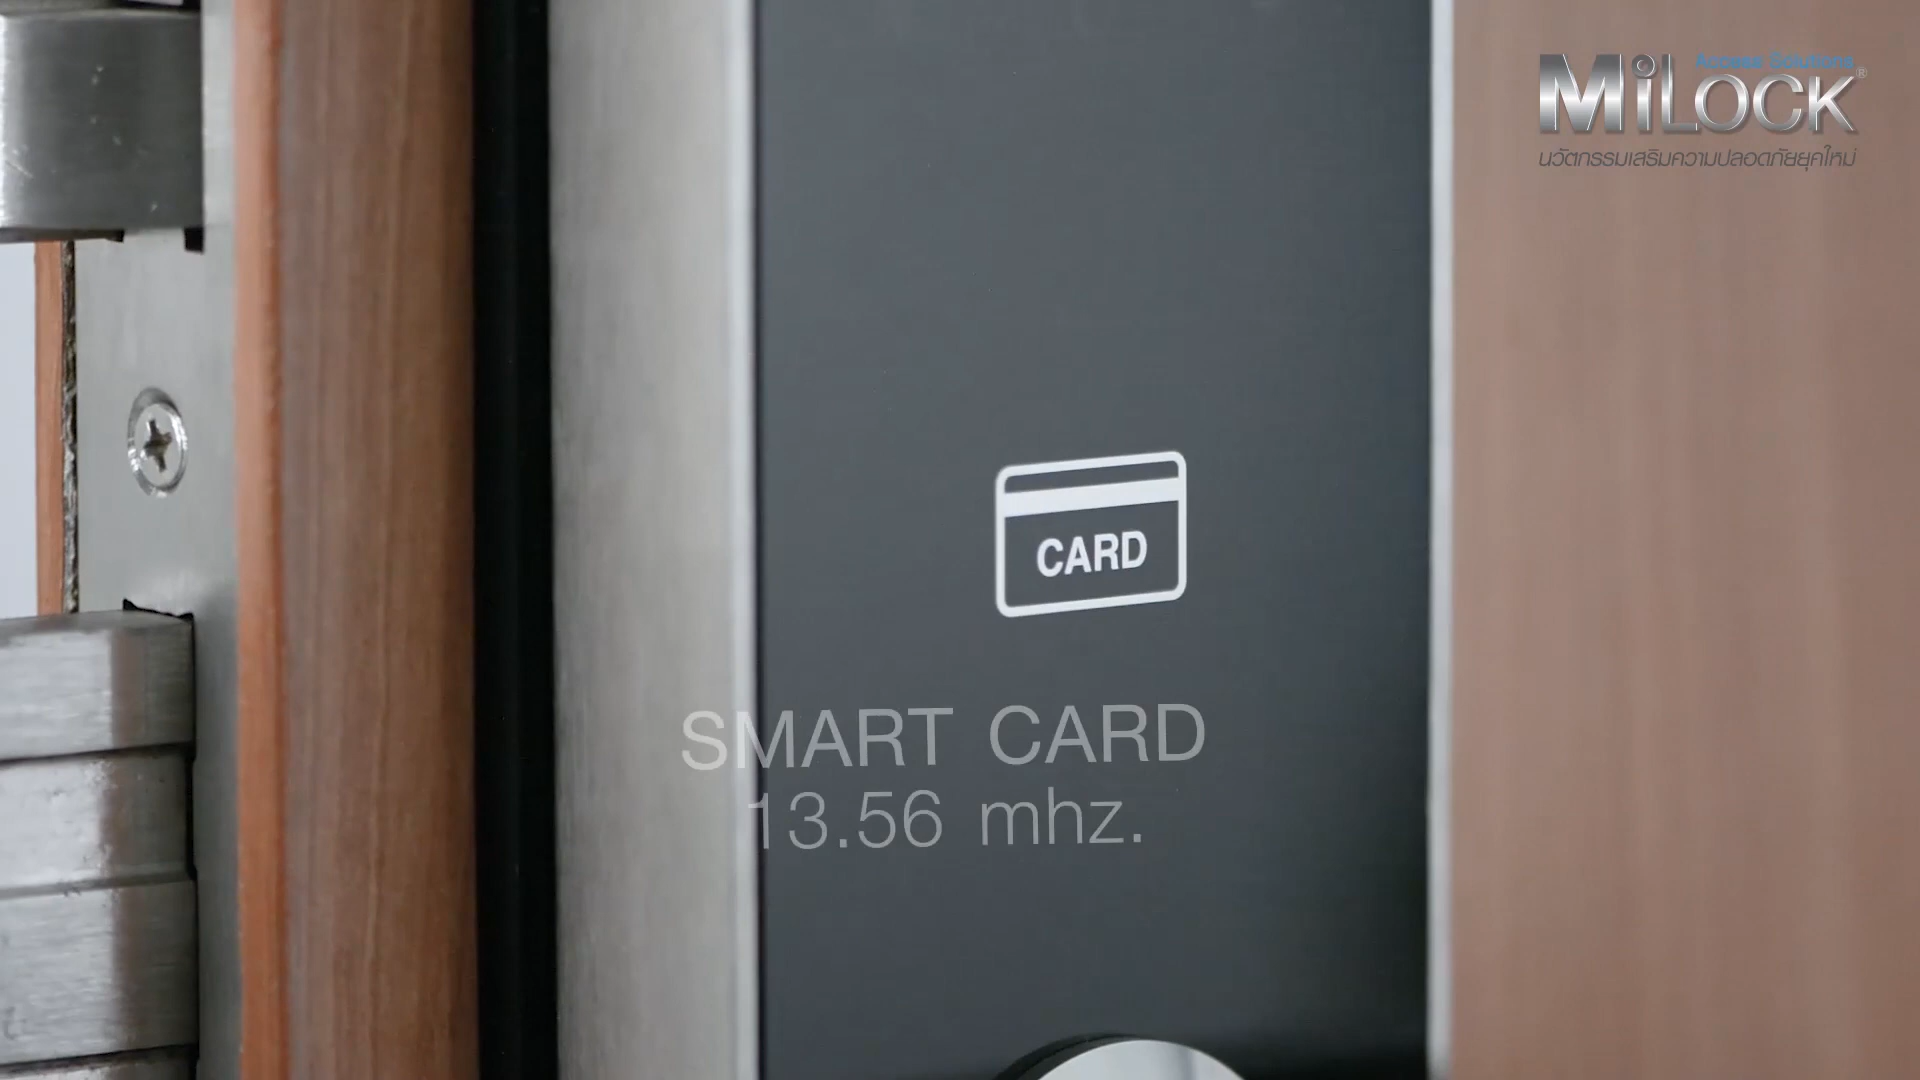 Access Solutions
MiLOCK®
นวัตกรรมเสริมความปลอดภัยยุคใหม่
CARD
SMART CARD
13.56 mhz.